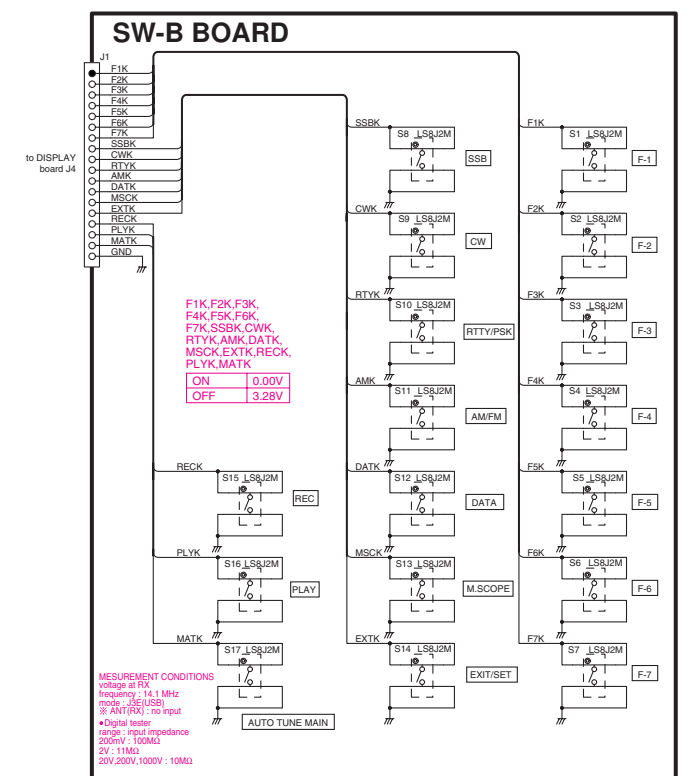 SW-B BOARD
J1
F1K
F2K
F3K
F4K
F5K
F6K
F7K
SSBK
CWK
RTYK
AMK
DATK
MSCK
EXTK
RECK
PLYK
MATK
GND
to DISPLAY
board J4
SSBK
S8 LS8J2M
SSB
CWK
S9 LS8J2M
CW
RTYK
S10 LS8J2M
RTTY/PSK
AMK
S11 LS8J2M
AM/FM
DATK
S12 LS8J2M
DATA
MSCK
S13 LS8J2M
M.SCOPE
EXTK
S14 LS8J2M
EXIT/SET
F1K
S1 LS8J2M
F-1
F2K
S2 LS8J2M
F-2
F3K
S3 LS8J2M
F-3
F4K
S4 LS8J2M
F-4
F5K
S5 LS8J2M
F-5
F6K
S6 LS8J2M
F-6
F7K
S7 LS8J2M
F-7
F1K,F2K,F3K,
F4K,F5K,F6K,
F7K,SSBK,CWK,
RTYK,AMK,DATK,
MSCK,EXTK,RECK,
PLYK,MATK
ON 0.00V
OFF 3.28V
RECK
S15 LS8J2M
REC
PLYK
S16 LS8J2M
PLAY
MATK
S17 LS8J2M
AUTO TUNE MAIN
MESUREMENT CONDITIONS
voltage at RX
frequency : 14.1 MHz
mode : J3E(USB)
※ ANT(RX) : no input
●Digital tester
range : input impedance
200mV : 100MΩ
2V : 11MΩ
20V,200V,1000V : 10MΩ